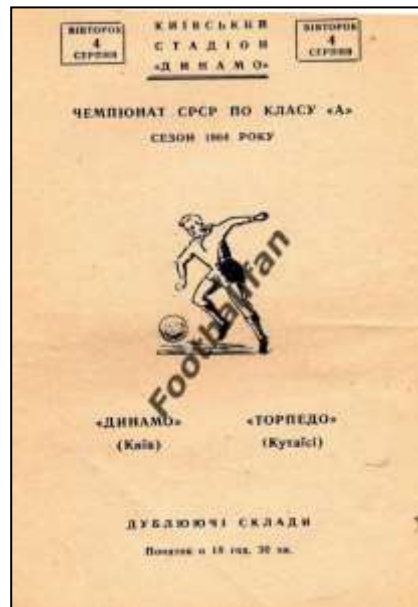 ВІВТОРОК
4
СЕРПНЯ
КИЇВСЬКИЙ
СТАДІОН
«ДИНАМО»
ВІВТОРОК
4
СЕРПНЯ
ЧЕМПІОНАТ СРСР ПО КЛАСУ «А»
СЕЗОН 1964 РОКУ
Footballfan
«ДИНАМО»
(Київ)
«ТОРПЕДО»
(Кутаїсі)
ДУБЛЮЮЧІ СКЛАДИ
Початок о год. 30 хв.